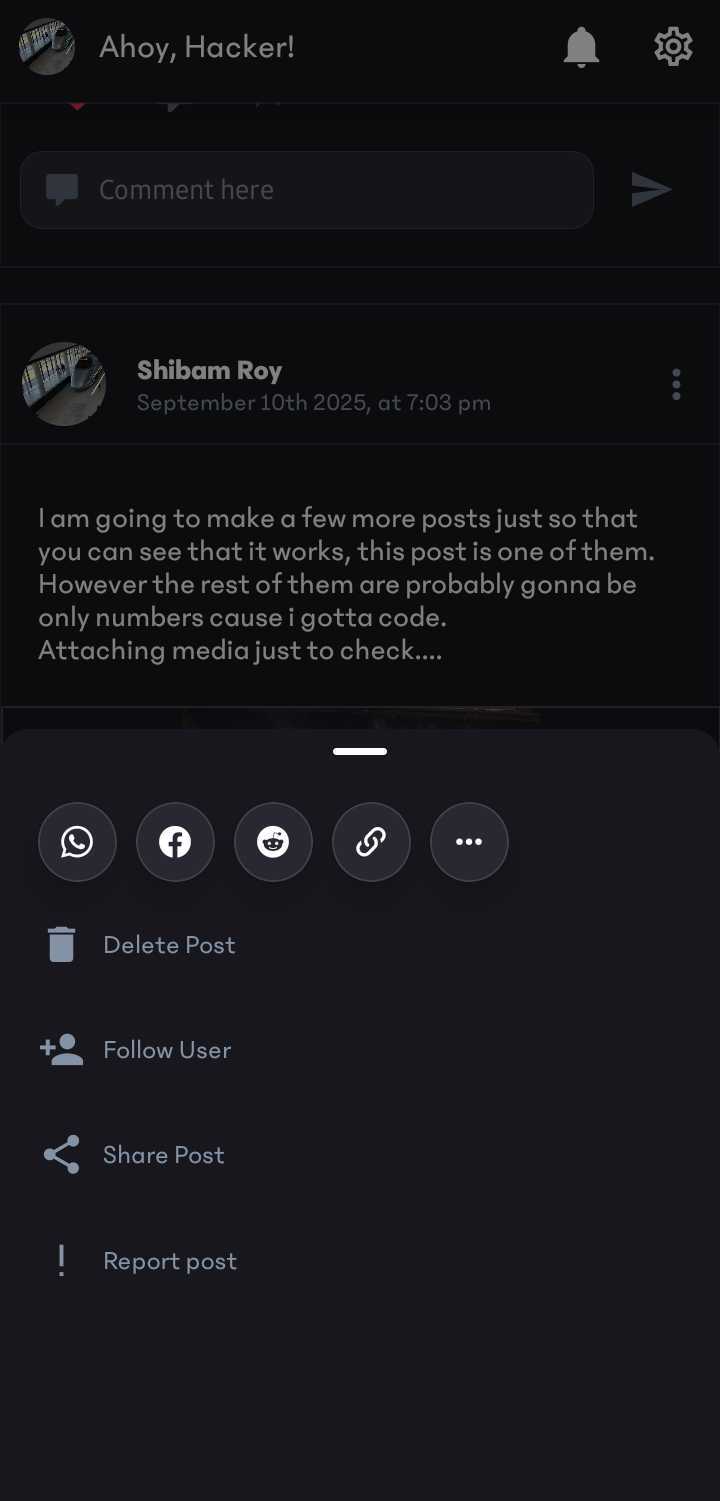 Ahoy, Hacker!
Comment here
Shibam Roy
September 10th 2025, at 7:03 pm
I am going to make a few more posts just so that
you can see that it works, this post is one of them.
However the rest of them are probably gonna be
only numbers cause i gotta code.
Attaching media just to check....
Delete Post
Follow User
Share Post
Report post